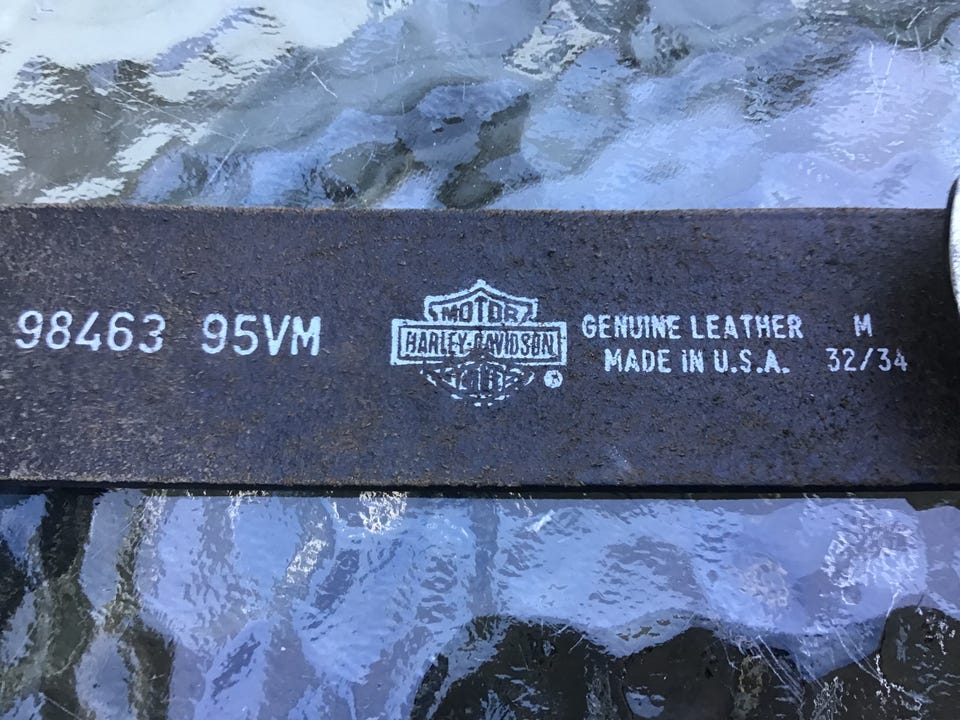 98463 95VM
MOTOR
HARLEY-DAVIDSON
GENUINE LEATHER M
MADE IN U.S.A. 32/34